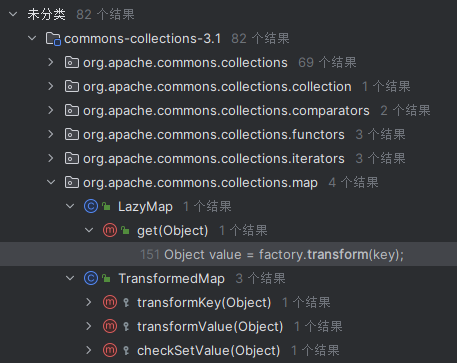 未分类 82 个结果
commons-collections-3.1 82 个结果
org.apache.commons.collections 69 个结果
org.apache.commons.collections.collection 1 个结果
org.apache.commons.collections.comparators 2 个结果
org.apache.commons.collections.functors 3 个结果
org.apache.commons.collections.iterators 3 个结果
org.apache.commons.collections.map 4 个结果
C LazyMap 1 个结果
m get(Object) 1 个结果
151 Object value = factory.transform(key);
C TransformedMap 3 个结果
m transformKey(Object) 1 个结果
m transformValue(Object) 1 个结果
m checkSetValue(Object) 1 个结果